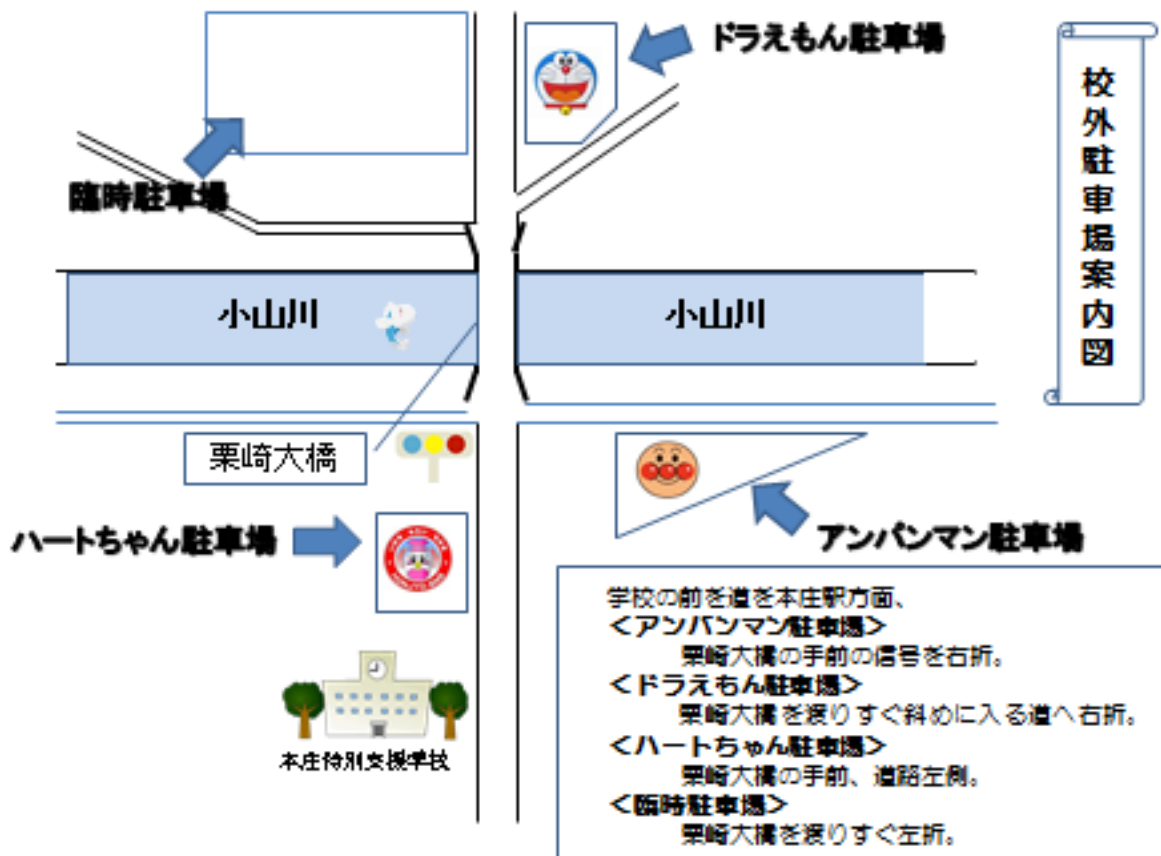 ドラえもん駐車場
校外駐車場案内図
臨時駐車場
小山川
小山川
栗崎大橋
ハートちゃん駐車場
アンパンマン駐車場
本庄特別支援学校
学校の前を道を本庄駅方面、
＜アンパンマン駐車場＞
栗崎大橋の手前の信号を右折。
＜ドラえもん駐車場＞
栗崎大橋を渡りすぐ斜めに入る道へ右折。
＜ハートちゃん駐車場＞
栗崎大橋の手前、道路左側。
＜臨時駐車場＞
栗崎大橋を渡りすぐ左折。